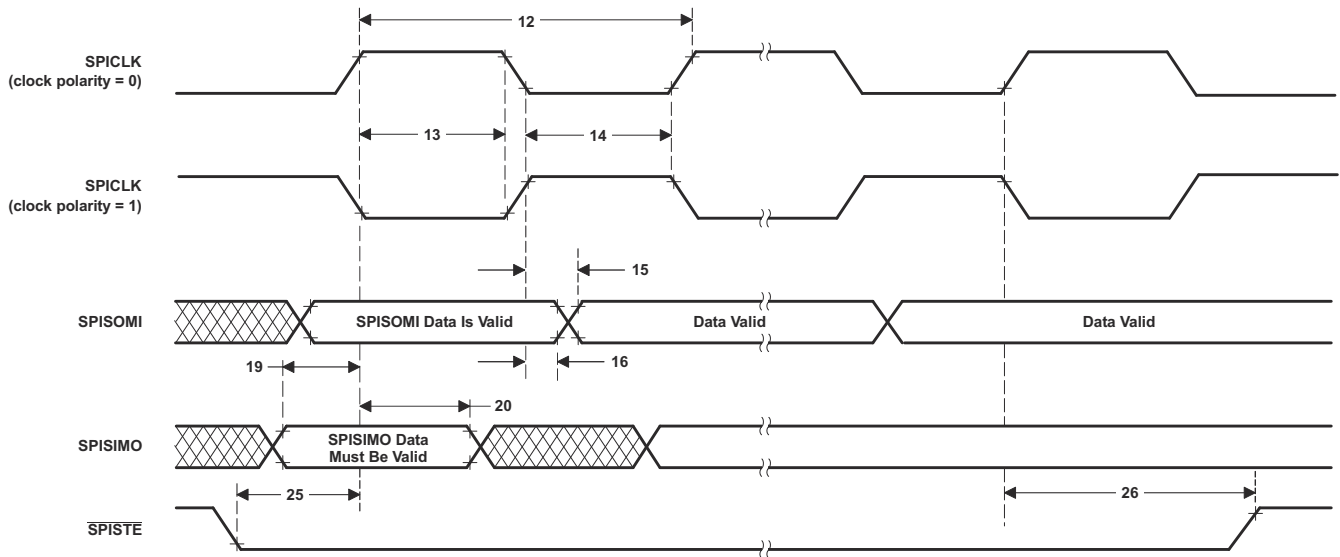 12
SPICLK
(clock polarity = 0)
13
14
SPICLK
(clock polarity = 1)
15
SPISOMI
SPISOMI Data Is Valid
Data Valid
Data Valid
16
19
20
SPISIMO
SPISIMO Data
Must Be Valid
25
26
SPISTE